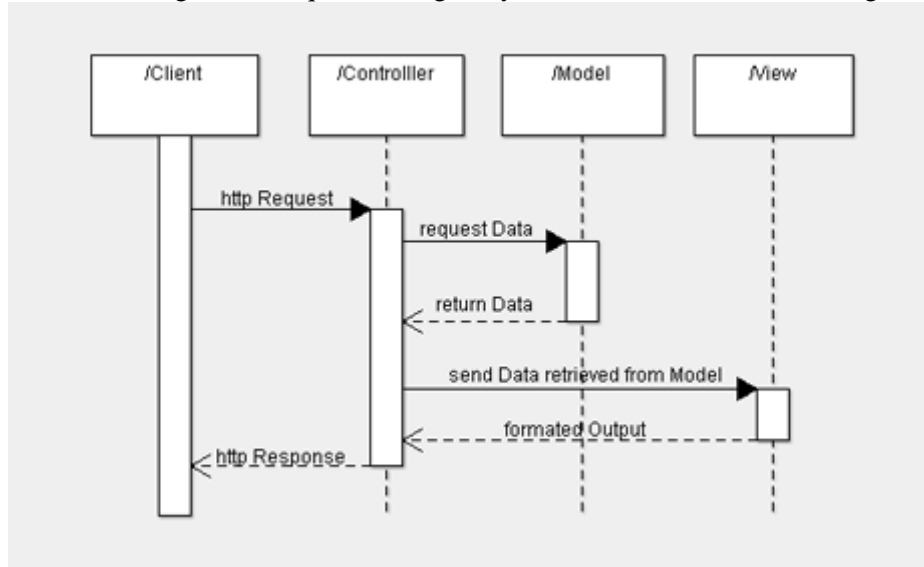 /Client
/Controlller
/Model
/View
http Request
request Data
return Data
send Data retrieved from Model
formated Output
http Response